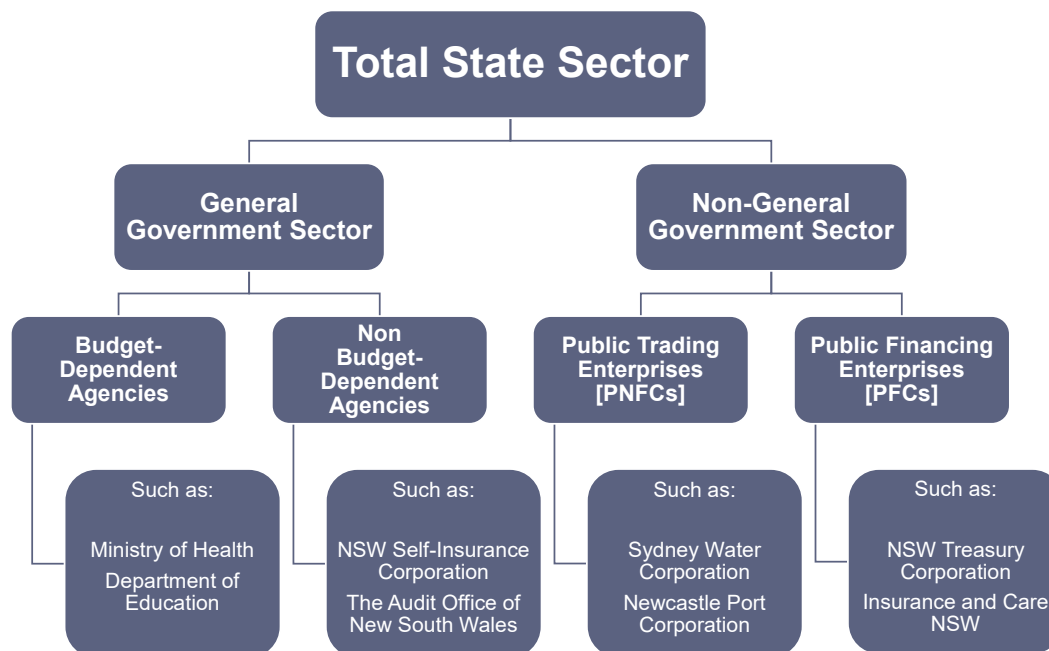 Total State Sector
General
Government Sector
Non-General
Government Sector
Budget-
Dependent
Agencies
Non
Budget-
Dependent
Agencies
Public Trading
Enterprises
[PNFCs]
Public Financing
Enterprises
[PFCs]
Such as:
Ministry of Health
Department of
Education
Such as:
NSW Self-Insurance
Corporation
The Audit Office of
New South Wales
Such as:
Sydney Water
Corporation
Newcastle Port
Corporation
Such as:
NSW Treasury
Corporation
Insurance and Care
NSW